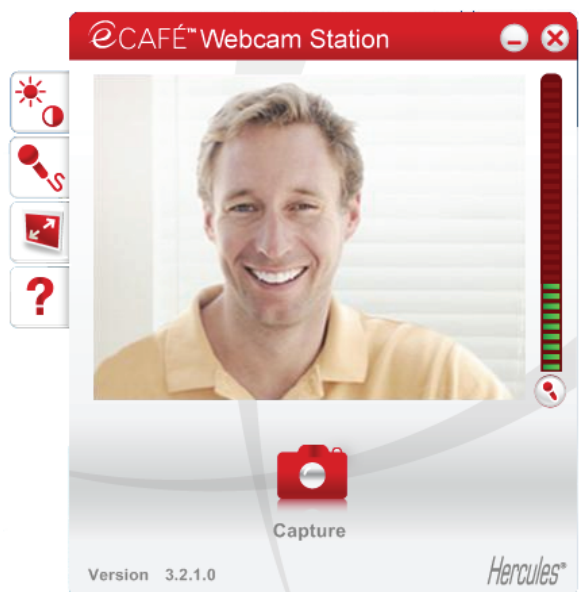 eCAFÉ™ Webcam Station
?
Capture
Version 3.2.1.0
Hercules®